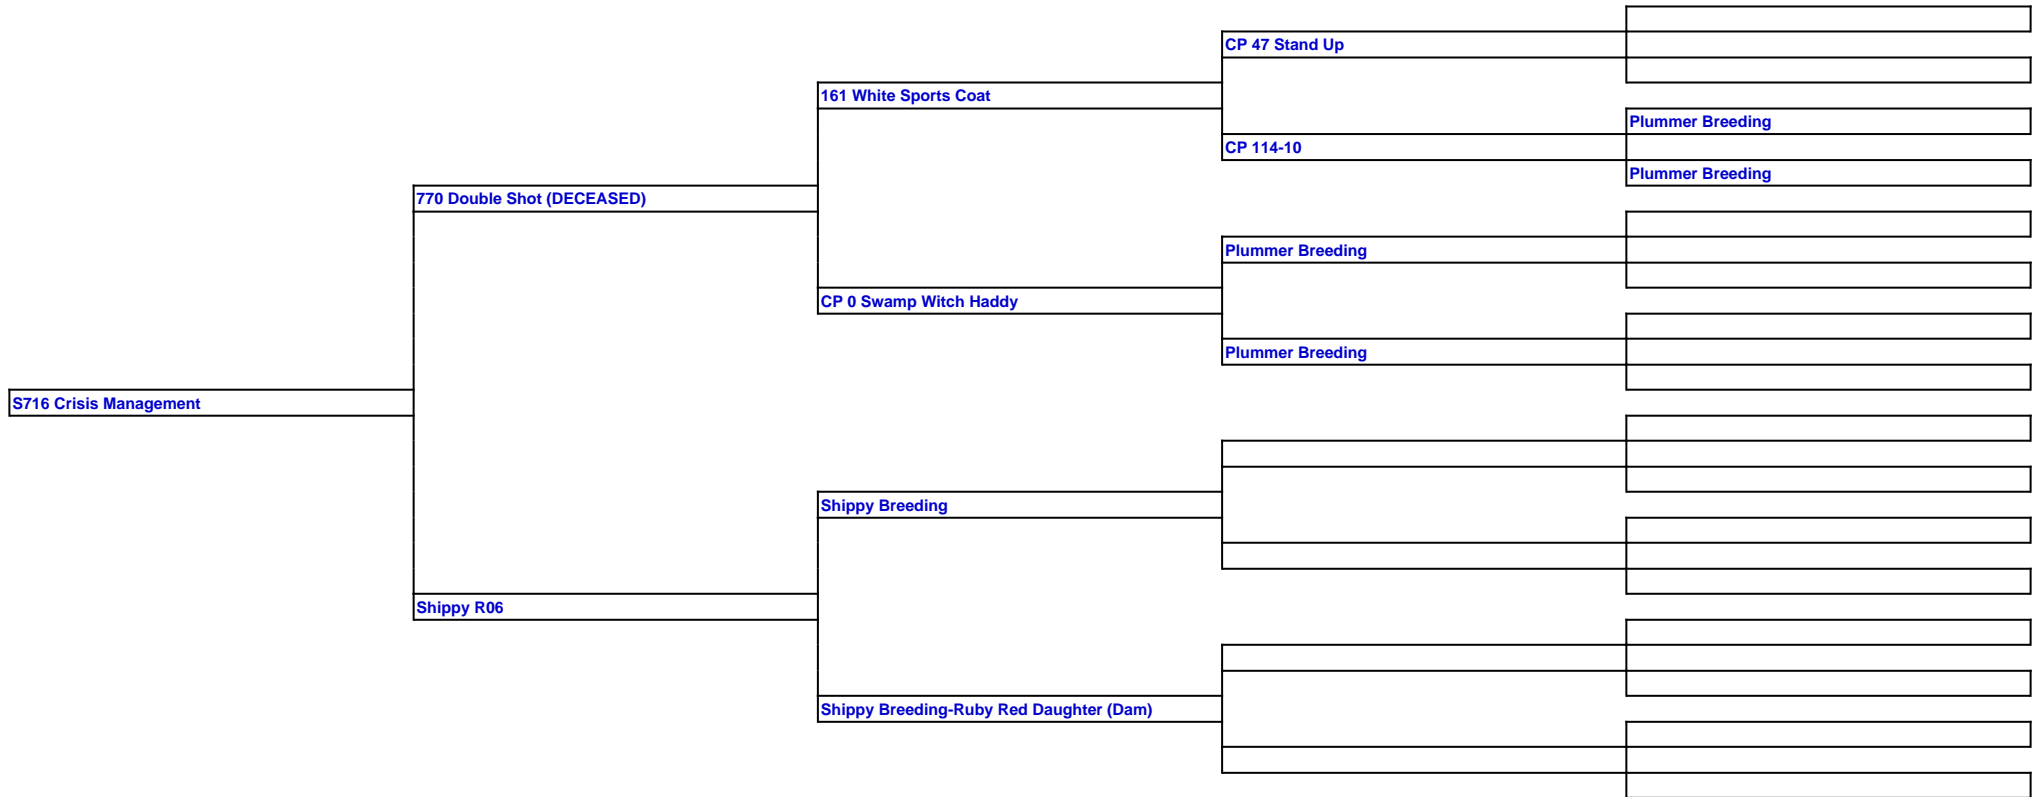 CP 47 Stand Up
161 White Sports Coat
Plummer Breeding
CP 114-10
Plummer Breeding
770 Double Shot (DECEASED)
Plummer Breeding
CP 0 Swamp Witch Haddy
Plummer Breeding
S716 Crisis Management
Shippy Breeding
Shippy R06
Shippy Breeding-Ruby Red Daughter (Dam)